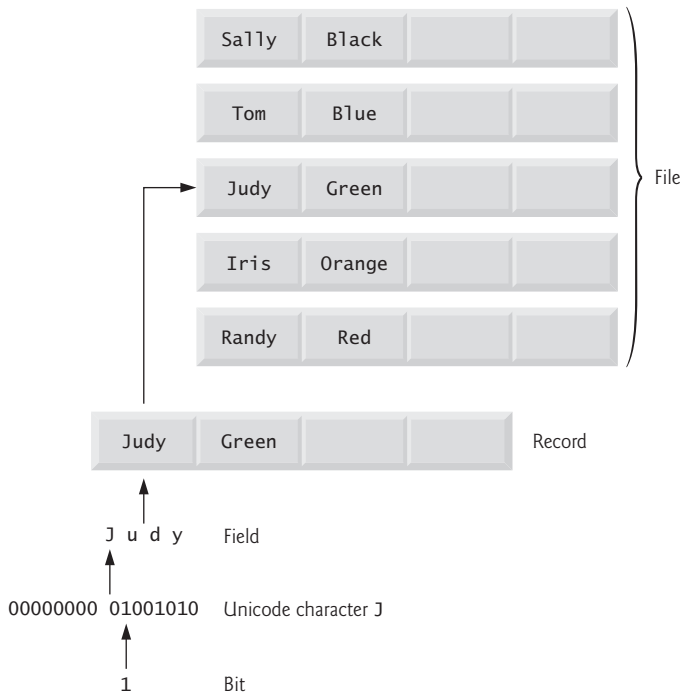 Sally Black
Tom Blue
Judy Green
File
Iris Orange
Randy Red
Judy Green Record
J u d y Field
00000000 01001010 Unicode character J
1 Bit